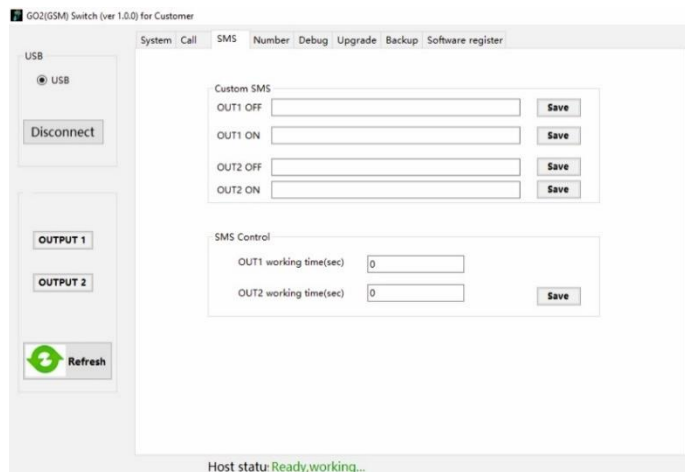 GO2(GSM) Switch (ver 1.0.0) for Customer
System Call SMS Number Debug Upgrade Backup Software register
USB
USB
Disconnect
OUTPUT 1
OUTPUT 2
Refresh
Custom SMS
OUT1 OFF Save
OUT1 ON Save
OUT2 OFF Save
OUT2 ON Save
SMS Control
OUT1 working time(sec) 0
OUT2 working time(sec) 0 Save
Host statu: Ready,working...